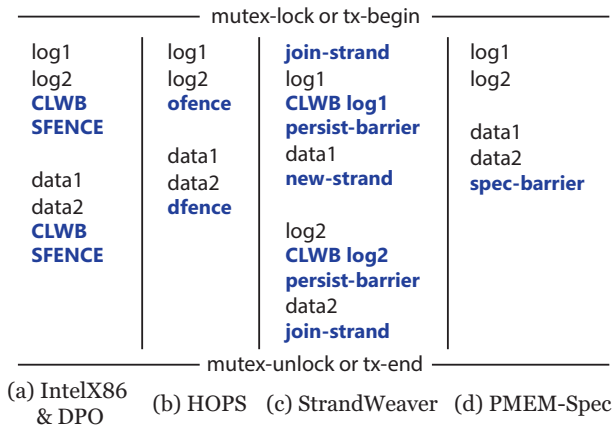 mutex-lock or tx-begin
log1
log2
CLWB
SFENCE
data1
data2
CLWB
SFENCE
log1
log2
ofence
data1
data2
dfence
join-strand
log1
CLWB log1
persist-barrier
data1
new-strand
log2
CLWB log2
persist-barrier
data2
join-strand
log1
log2
data1
data2
spec-barrier
mutex-unlock or tx-end
(a) IntelX86
& DPO
(b) HOPS
(c) StrandWeaver
(d) PMEM-Spec